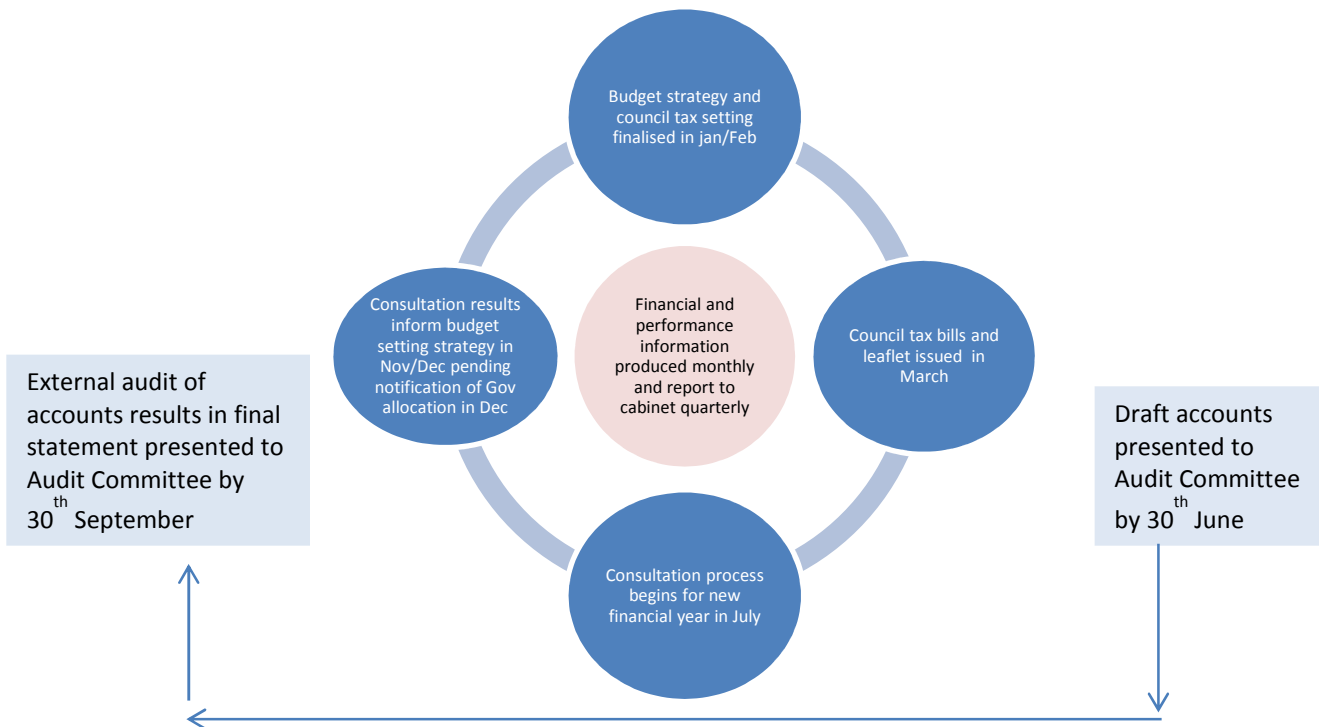 Budget strategy and
council tax setting
finalised in jan/Feb
Consultation results
inform budget
setting strategy in
Nov/Dec pending
notification of Gov
allocation in Dec
Financial and
performance
information
produced monthly
and report to
cabinet quarterly
Council tax bills and
leaflet issued in
March
External audit of
accounts results in final
statement presented to
Audit Committee by
30th September
Draft accounts
presented to
Audit Committee
by 30th June
Consultation process
begins for new
financial year in July